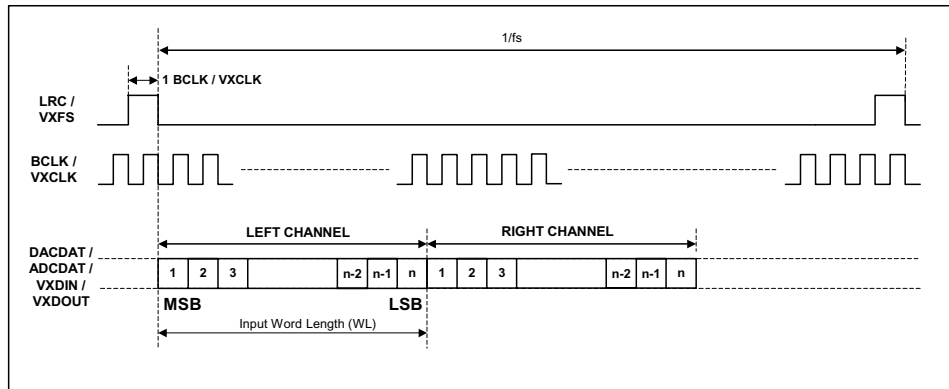 1/fs
1 BCLK / VXCLK
LRC /
VXFS
BCLK /
VXCLK
LEFT CHANNEL
RIGHT CHANNEL
DACDAT /
ADCDAT /
VXDIN /
VXDOUT
1 2 3 n-2 n-1 n 1 2 3 n-2 n-1 n
MSB LSB
Input Word Length (WL)